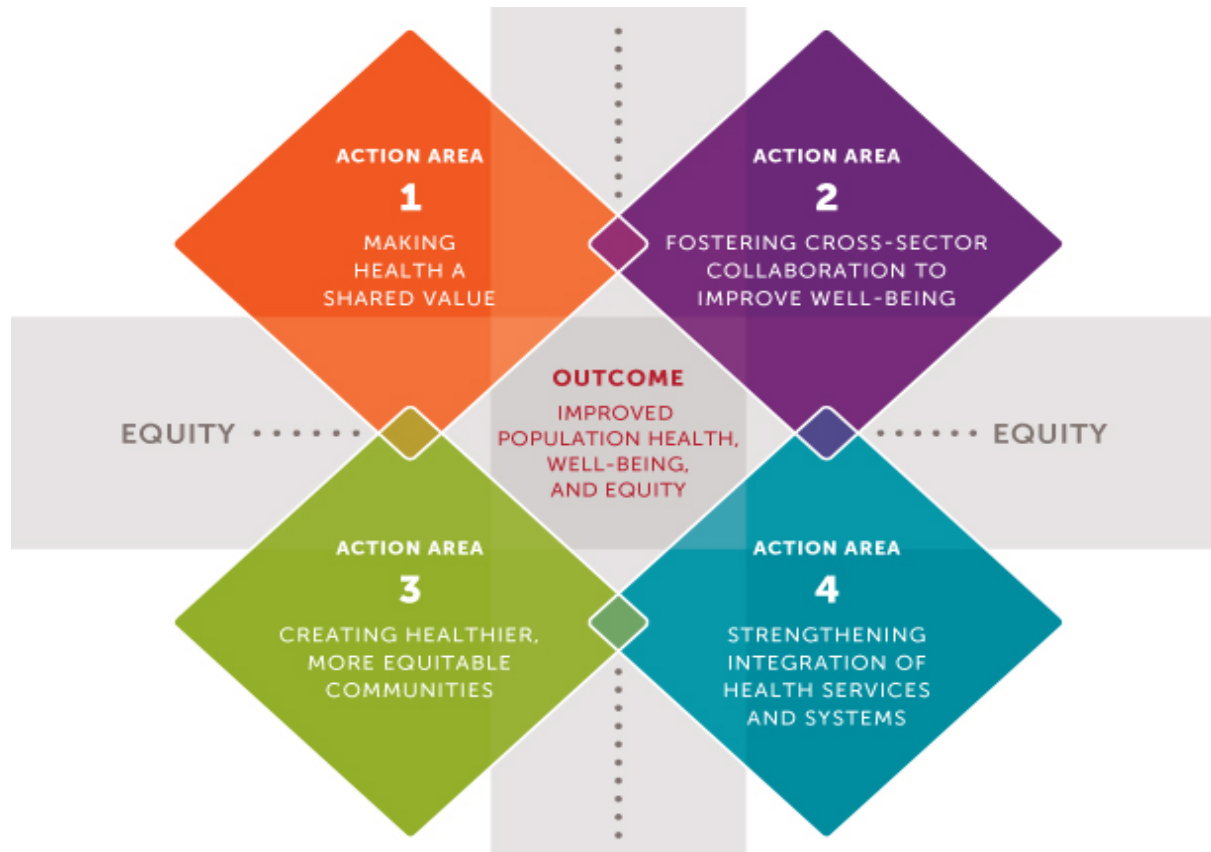 ACTION AREA
1
MAKING
HEALTH A
SHARED VALUE
ACTION AREA
2
FOSTERING CROSS-SECTOR
COLLABORATION TO
IMPROVE WELL-BEING
EQUITY
OUTCOME
IMPROVED
POPULATION HEALTH,
WELL-BEING,
AND EQUITY
EQUITY
ACTION AREA
3
CREATING HEALTHIER,
MORE EQUITABLE
COMMUNITIES
ACTION AREA
4
STRENGTHENING
INTEGRATION OF
HEALTH SERVICES
AND SYSTEMS